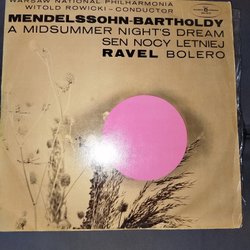 WARSAW NATIONAL PHILHARMONIA
WITOLD ROWICKI – CONDUCTOR
MENDELSSOHN-BARTHOLDY
A MIDSUMMER NIGHT'S DREAM
SEN NOCY LETNIEJ
RAVEL BOLERO